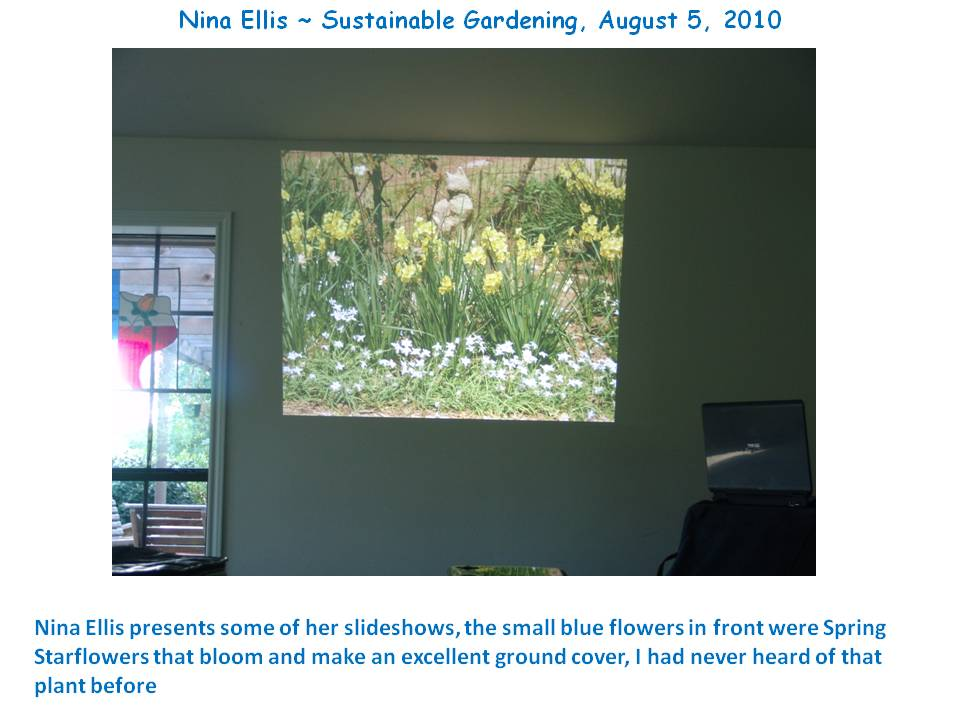 Nina Ellis ~ Sustainable Gardening, August 5, 2010
Nina Ellis presents some of her slideshows, the small blue flowers in front were Spring
Starflowers that bloom and make an excellent ground cover, I had never heard of that
plant before